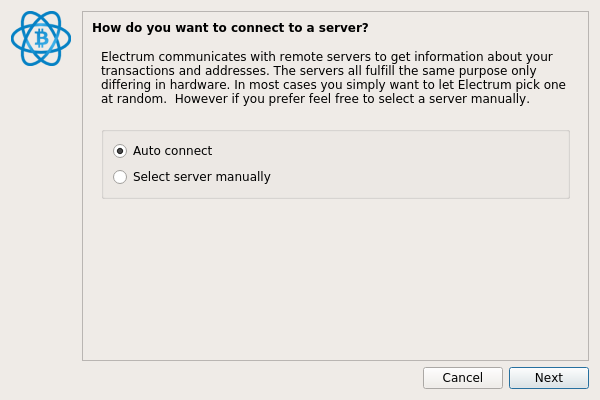 How do you want to connect to a server?
Electrum communicates with remote servers to get information about your
transactions and addresses. The servers all fulfill the same purpose only
differing in hardware. In most cases you simply want to let Electrum pick one
at random.  However if you prefer feel free to select a server manually.
Auto connect
Select server manually
Cancel
Next